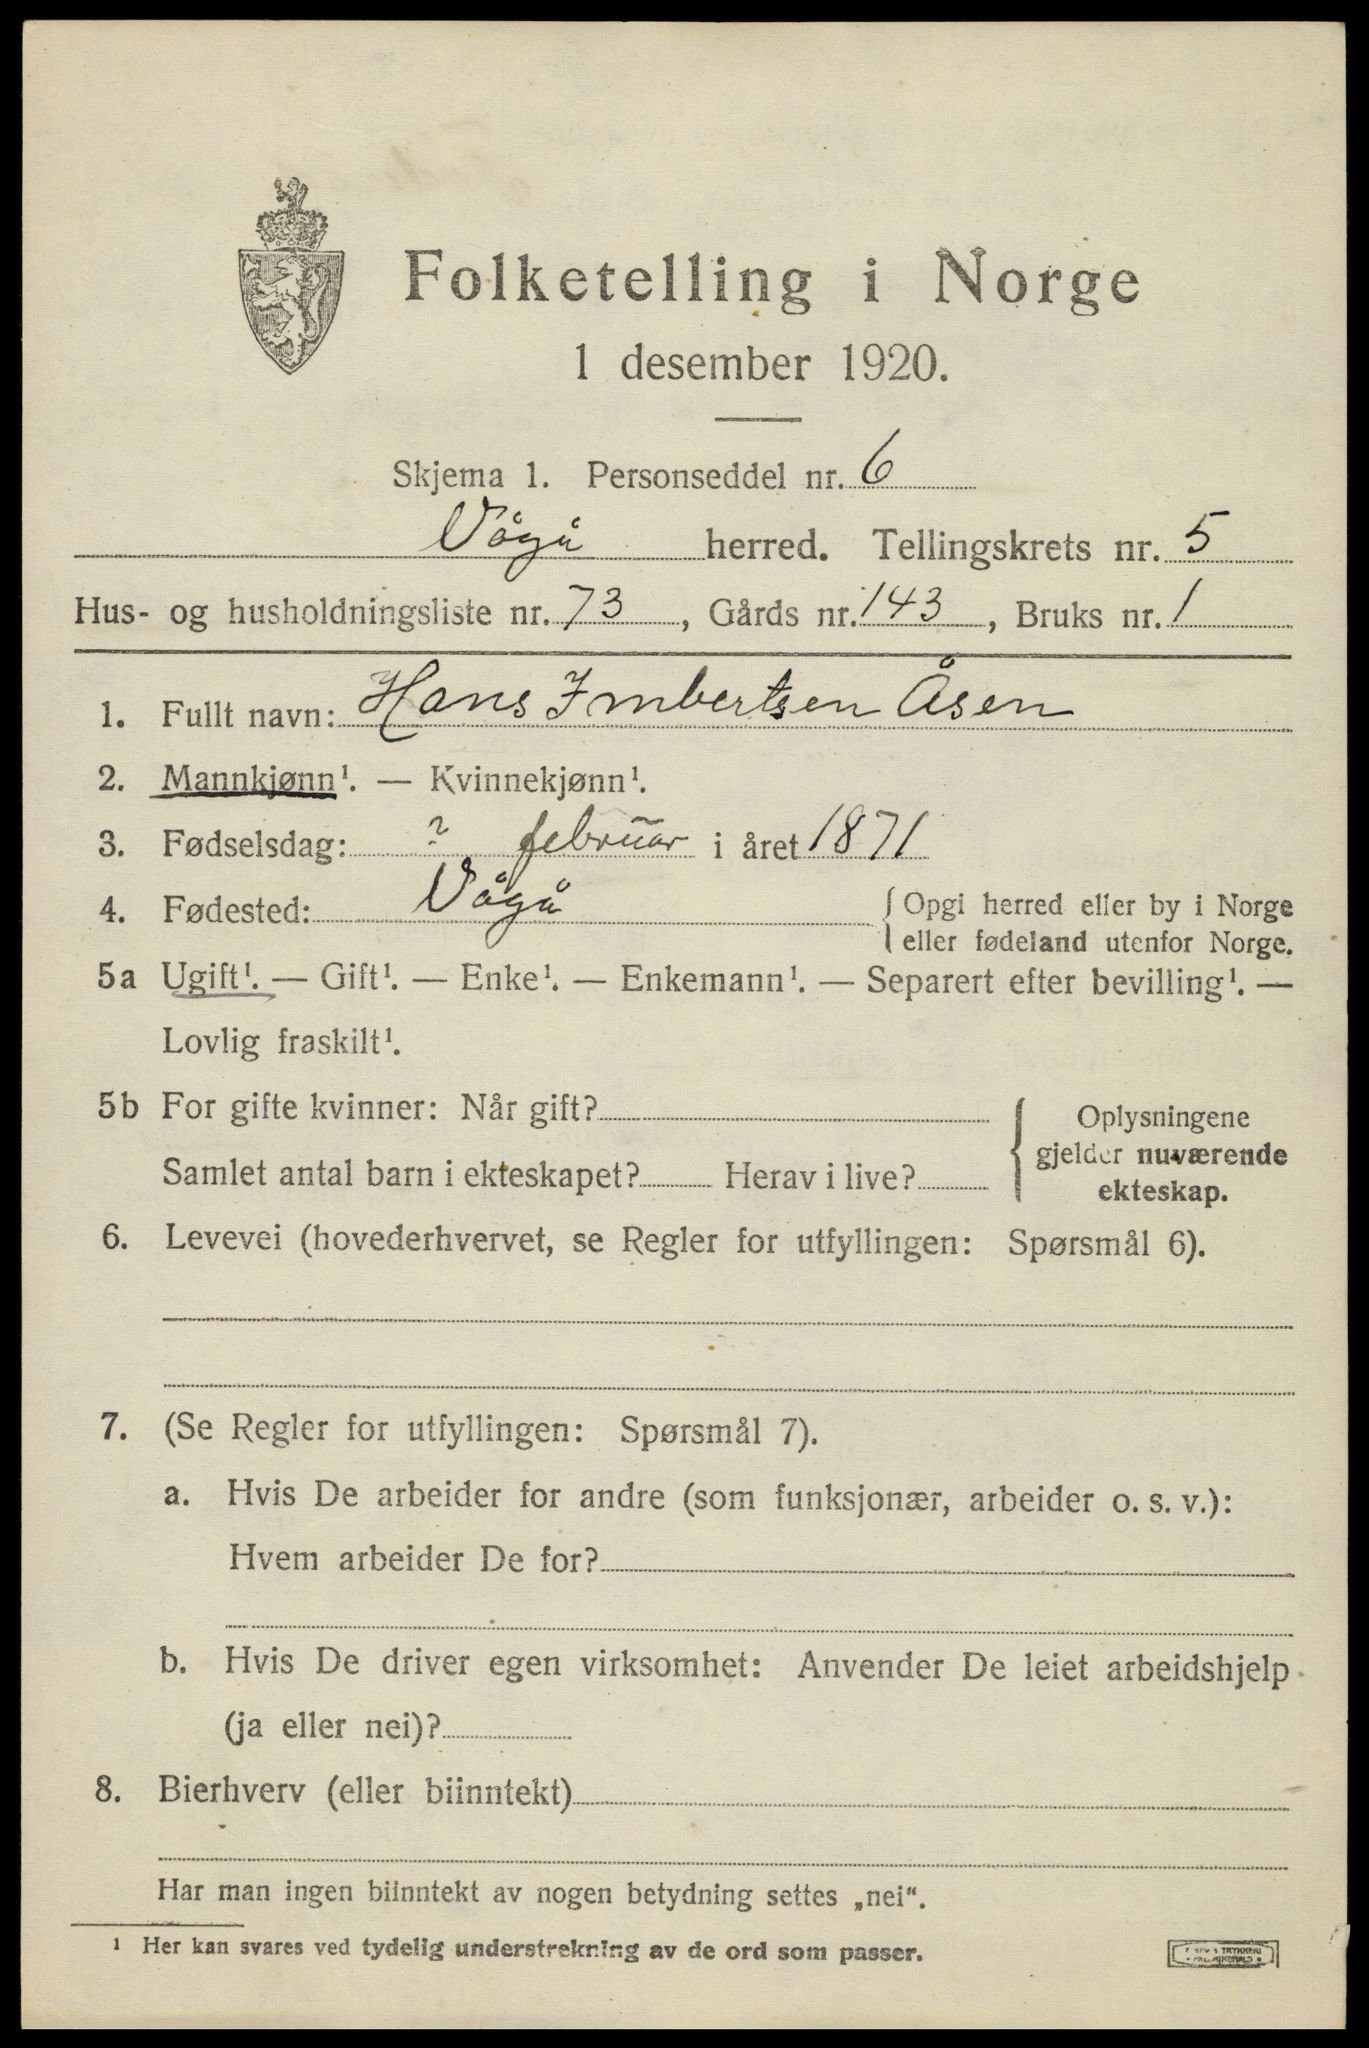 Folketelling i Norge
1 desember 1920.
Skjema 1. Personseddel nr. 6
Vågå herred. Tellingskrets nr. 5
Hus- og husholdningsliste nr. 73, Gårds nr. 143, Bruks nr. 1
1. Fullt navn: Hans Imbertsen Åsen
2. Mannkjønn¹. — Kvinnekjønn¹.
3. Fødselsdag: ? februar i året 1871
4. Fødested: Vågå { Opgi herred eller by i Norge
eller fødeland utenfor Norge.
5a Ugift¹. — Gift¹. — Enke¹. — Enkemann¹. — Separert efter bevilling¹. —
Lovlig fraskilt¹.
5b For gifte kvinner: Når gift?
Samlet antal barn i ekteskapet? Herav i live?
Oplysningene
gjelder nuværende
ekteskap.
6. Levevei (hovederhvervet, se Regler for utfyllingen: Spørsmål 6).
7. (Se Regler for utfyllingen: Spørsmål 7).
a. Hvis De arbeider for andre (som funksjonær, arbeider o. s. v.):
Hvem arbeider De for?
b. Hvis De driver egen virksomhet: Anvender De leiet arbeidshjelp
(ja eller nei)?
8. Bierhverv (eller biinntekt)
Har man ingen biinntekt av nogen betydning settes „nei“.
¹ Her kan svares ved tydelig understrekning av de ord som passer.